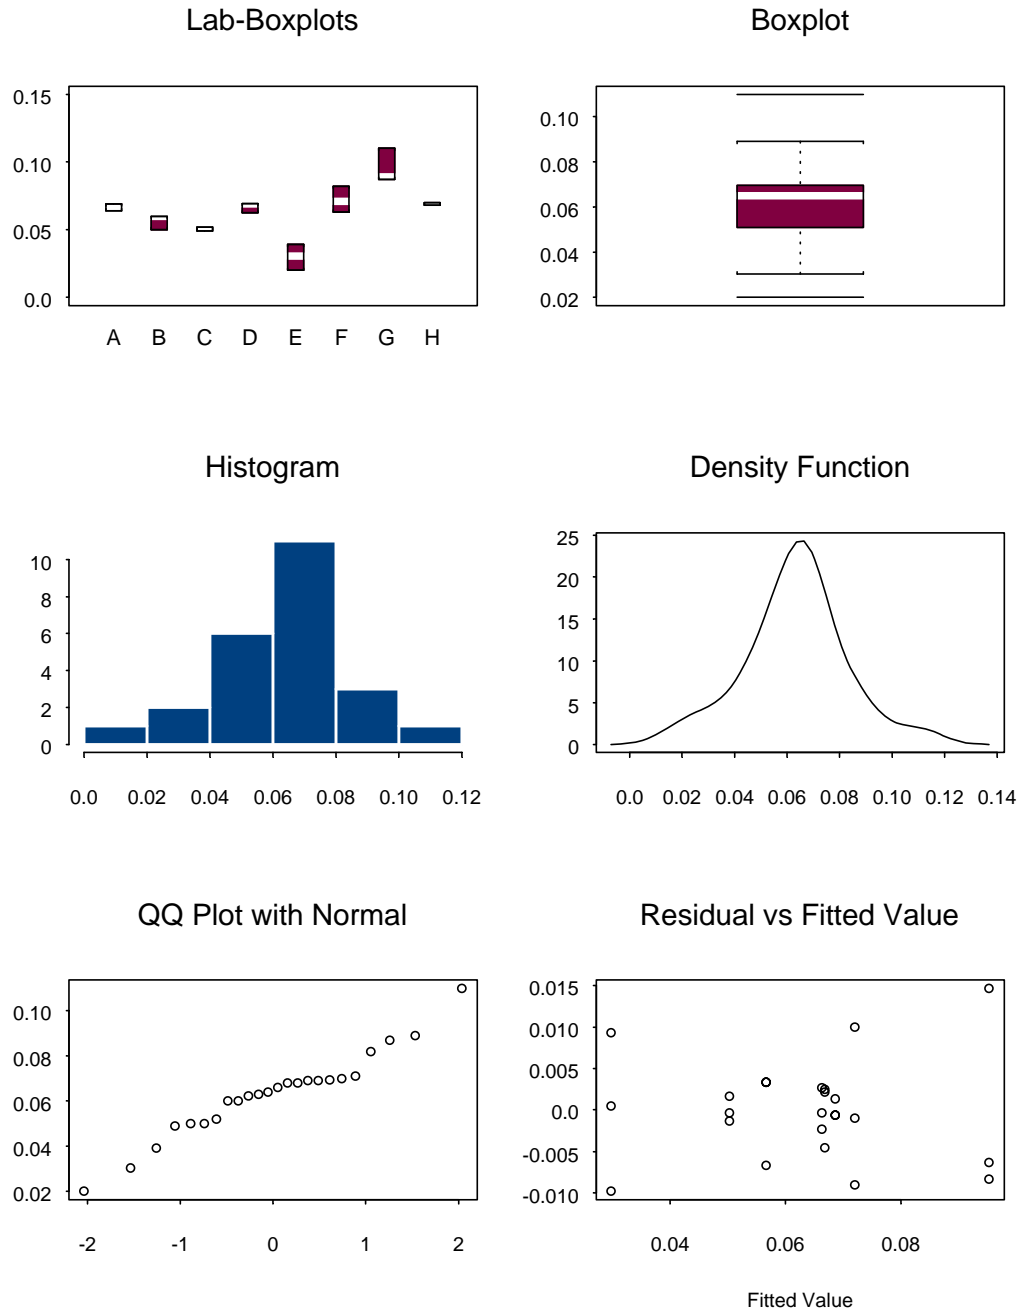 Lab-Boxplots
0.15
0.10
0.05
0.0
A B C D E F G H
Boxplot
0.10
0.08
0.06
0.04
0.02
Histogram
10
8
6
4
2
0
0.0 0.02 0.04 0.06 0.08 0.10 0.12
Density Function
25
20
15
10
5
0
0.0 0.02 0.04 0.06 0.08 0.10 0.12 0.14
QQ Plot with Normal
0.10
0.08
0.06
0.04
0.02
-2 -1 0 1 2
Residual vs Fitted Value
0.015
0.010
0.005
0.0
-0.005
-0.010
0.04 0.06 0.08
Fitted Value